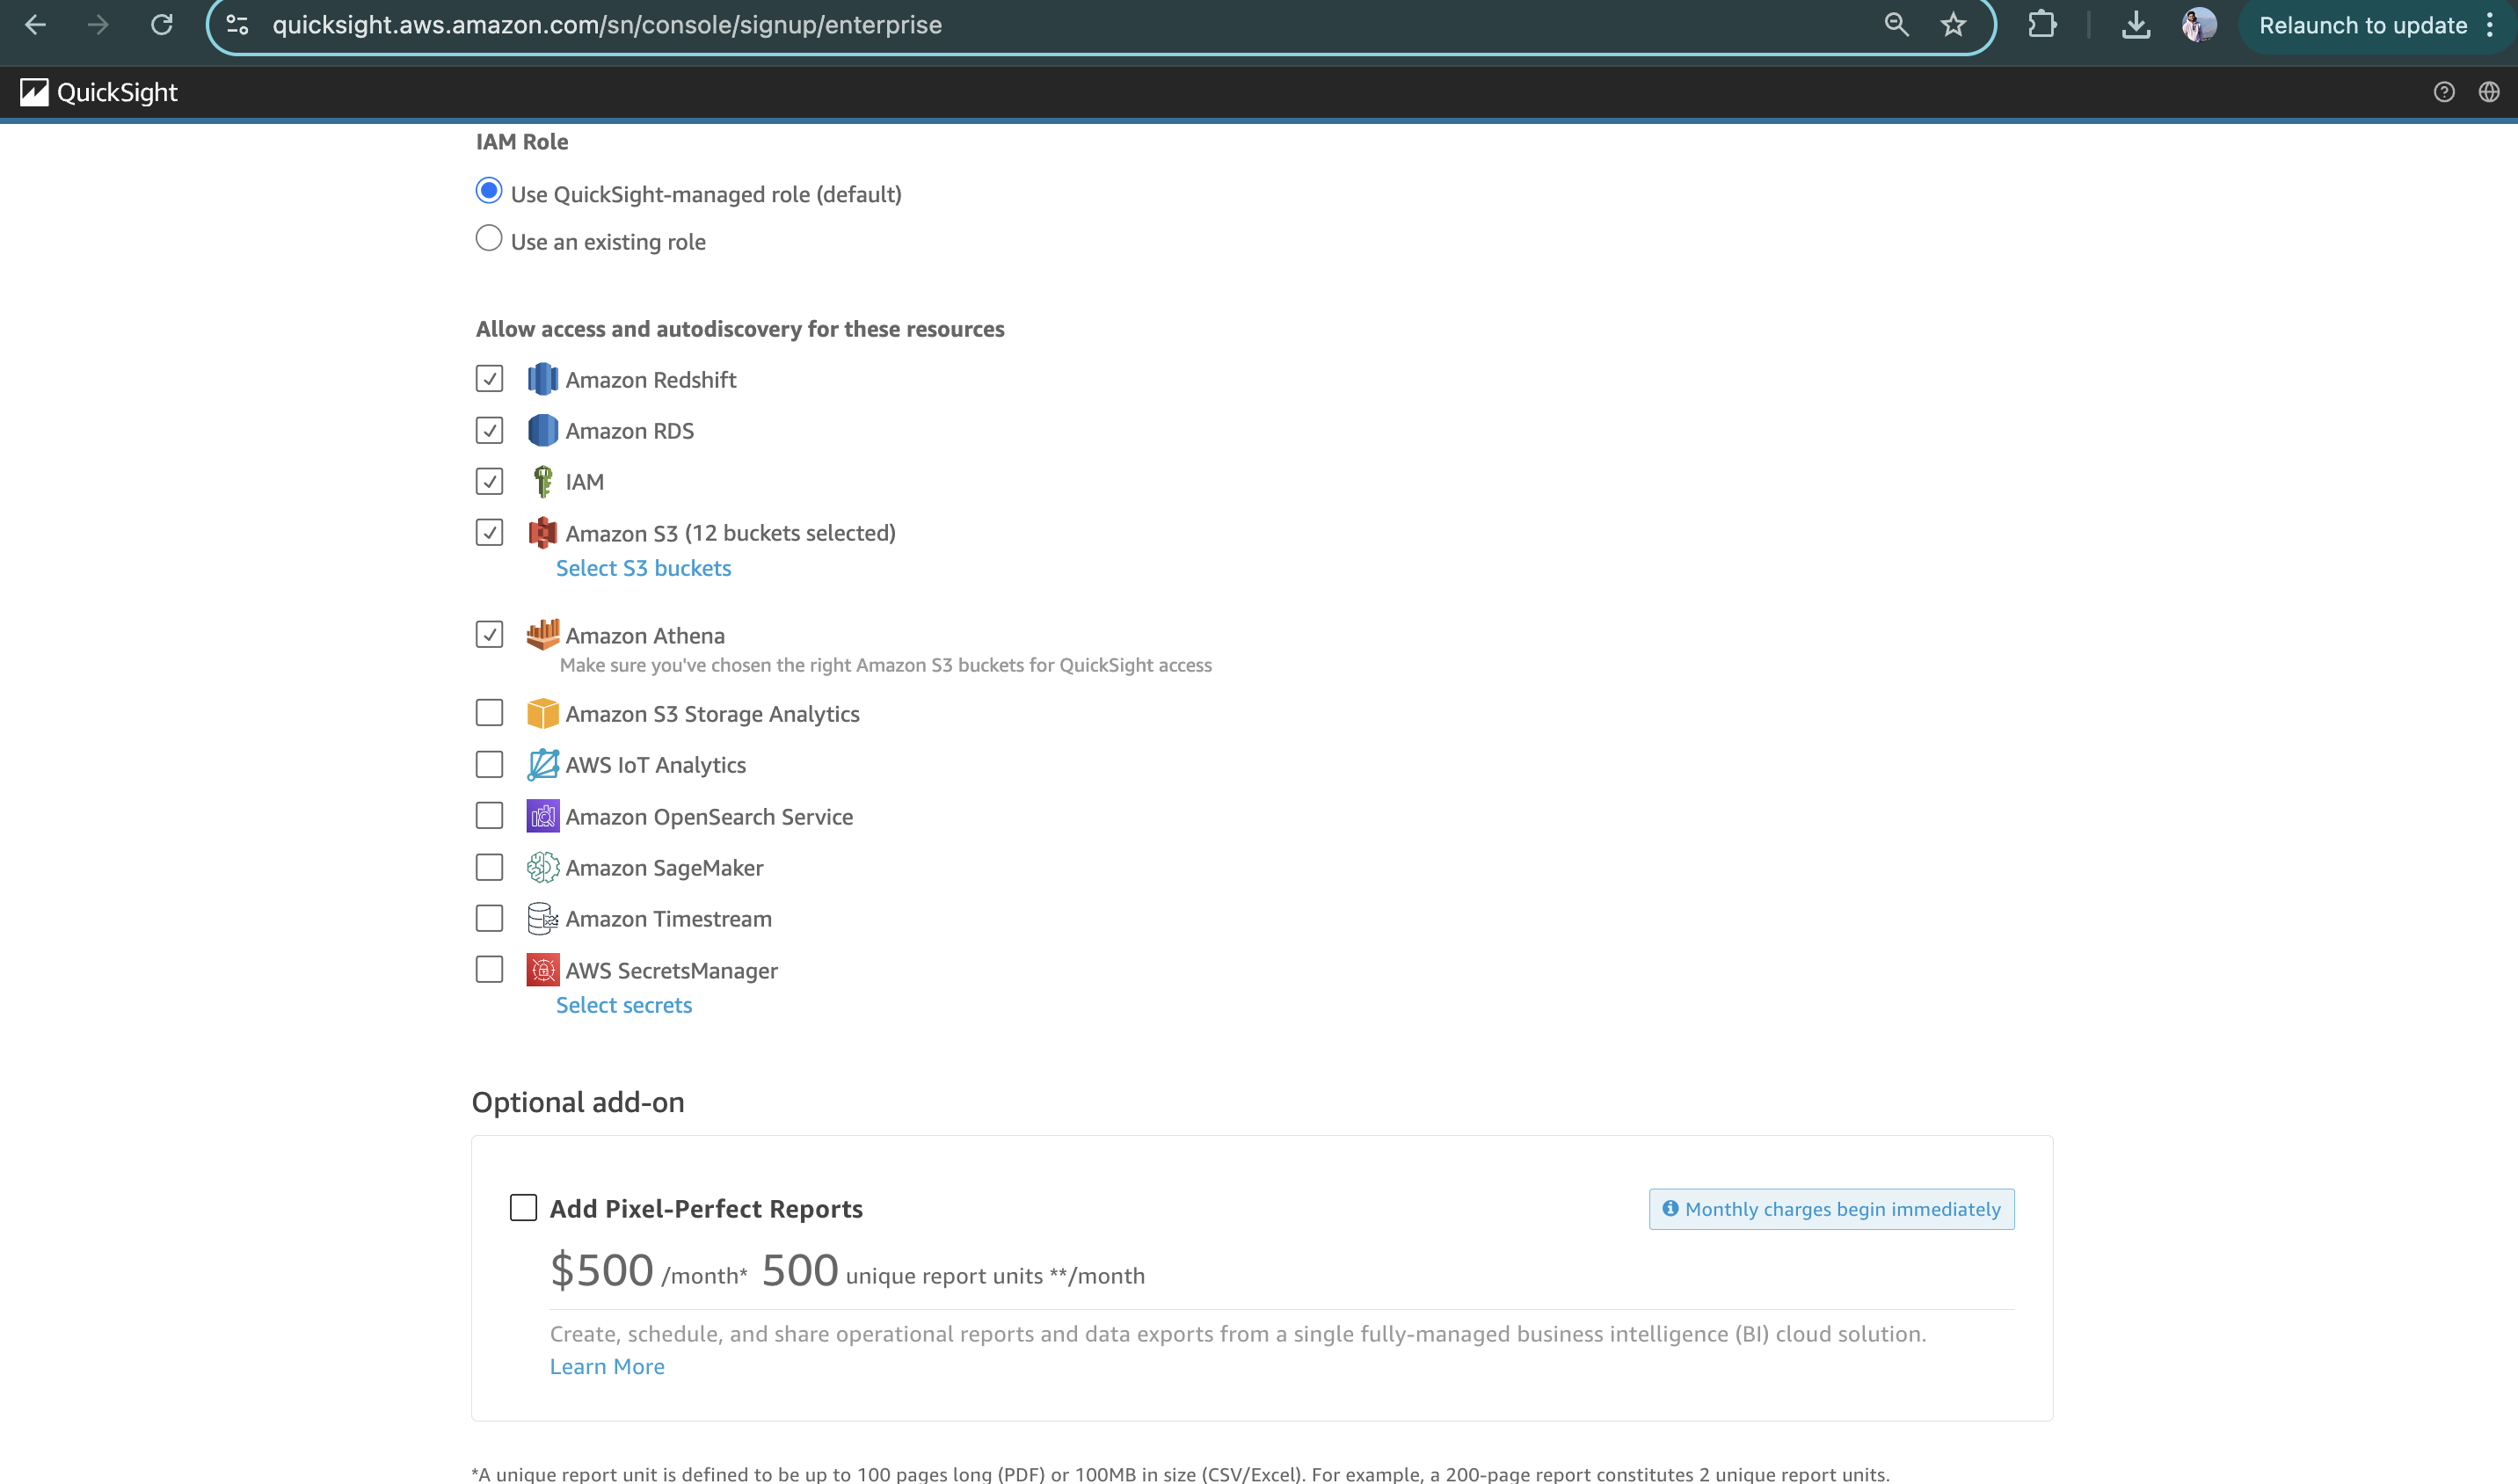 quicksight.aws.amazon.com/sn/console/signup/enterprise
Relaunch to update
QuickSight
IAM Role
Use QuickSight-managed role (default)
Use an existing role
Allow access and autodiscovery for these resources
Amazon Redshift
Amazon RDS
IAM
Amazon S3 (12 buckets selected)
Select S3 buckets
Amazon Athena
Make sure you've chosen the right Amazon S3 buckets for QuickSight access
Amazon S3 Storage Analytics
AWS IoT Analytics
Amazon OpenSearch Service
Amazon SageMaker
Amazon Timestream
AWS SecretsManager
Select secrets
Optional add-on
Add Pixel-Perfect Reports
Monthly charges begin immediately
$500 /month* 500 unique report units **/month
Create, schedule, and share operational reports and data exports from a single fully-managed business intelligence (BI) cloud solution.
Learn More
*A unique report unit is defined to be up to 100 pages long (PDF) or 100MB in size (CSV/Excel). For example, a 200-page report constitutes 2 unique report units.